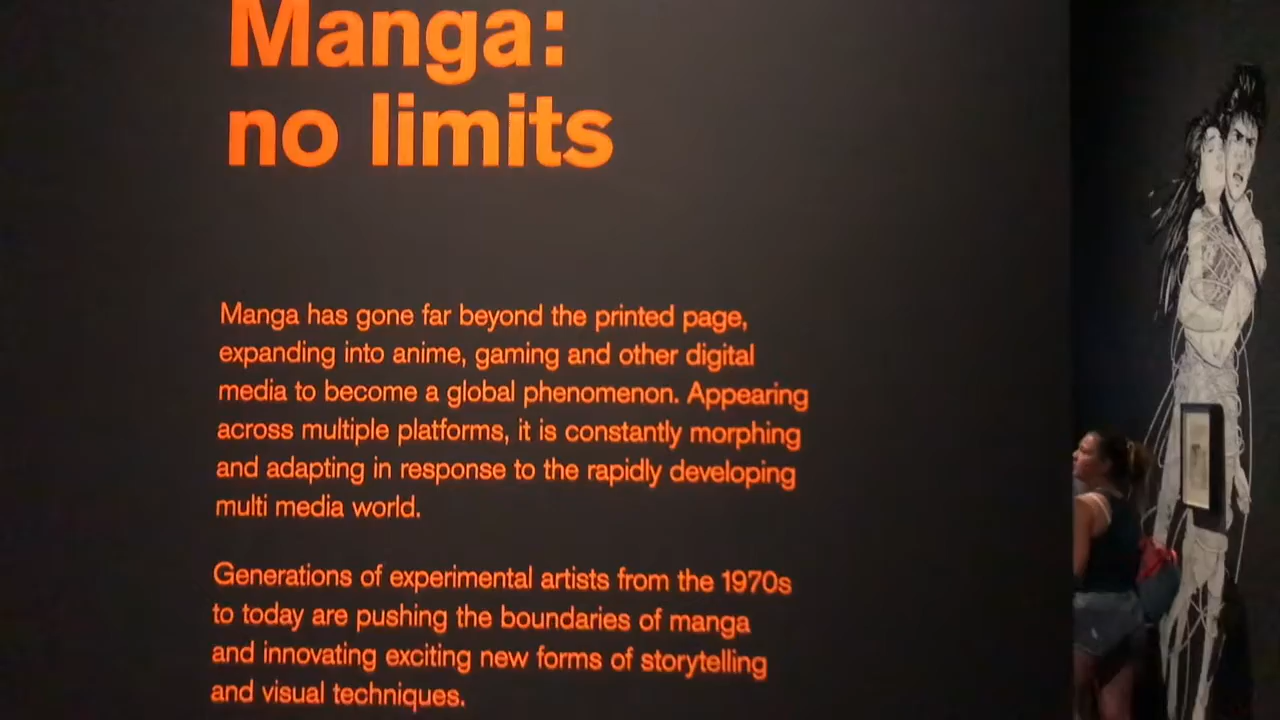 Manga:
no limits
Manga has gone far beyond the printed page,
expanding into anime, gaming and other digital
media to become a global phenomenon. Appearing
across multiple platforms, it is constantly morphing
and adapting in response to the rapidly developing
multi media world.
Generations of experimental artists from the 1970s
to today are pushing the boundaries of manga
and innovating exciting new forms of storytelling
and visual techniques.